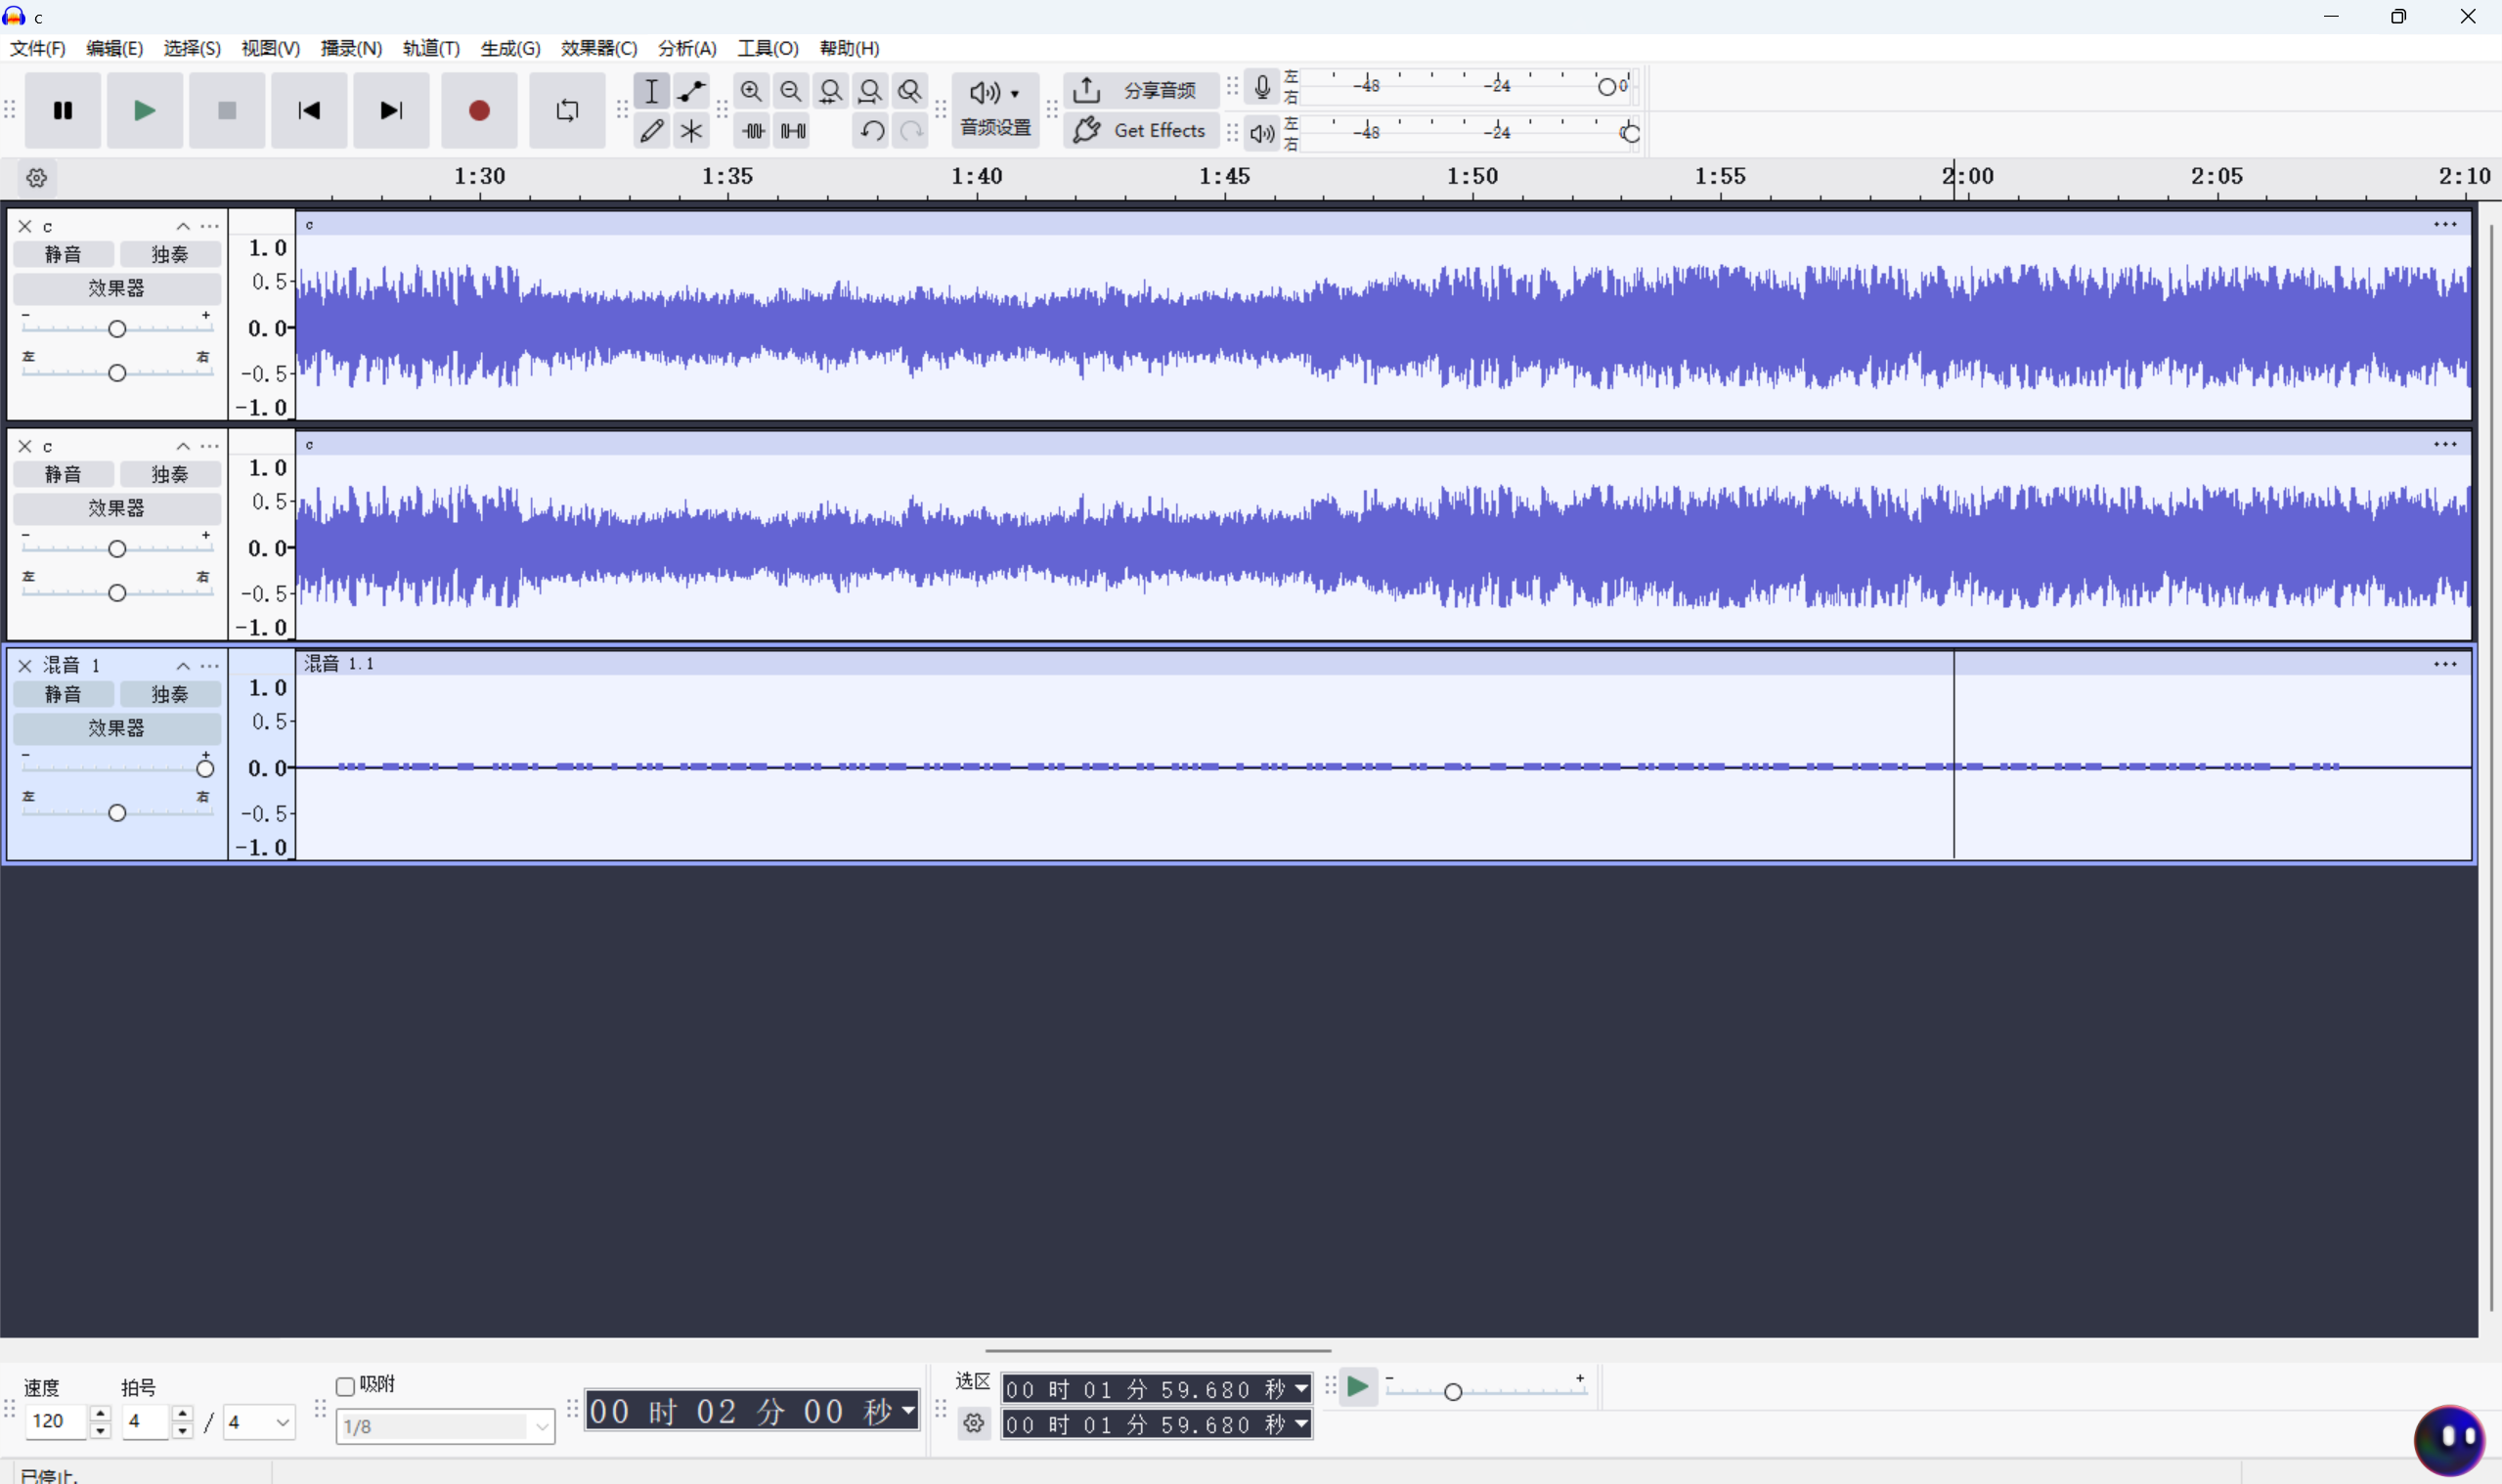 c
文件(F) 编辑(E) 选择(S) 视图(V) 播录(N) 轨道(T) 生成(G) 效果器(C) 分析(A) 工具(O) 帮助(H)
音频设置
分享音频
Get Effects
左 右 -48 -24 0
左 右 -48 -24
1:30 1:35 1:40 1:45 1:50 1:55 2:00 2:05 2:10
c
静音 独奏
效果器
- +
左 右
1.0
0.5
0.0
-0.5
-1.0
c
c
静音 独奏
效果器
- +
左 右
1.0
0.5
0.0
-0.5
-1.0
c
混音 1
静音 独奏
效果器
- +
左 右
1.0
0.5
0.0
-0.5
-1.0
混音 1.1
速度 拍号
120 4 / 4
吸附
1/8
00 时 02 分 00 秒
选区
00 时 01 分 59.680 秒
00 时 01 分 59.680 秒
- +
已停止.